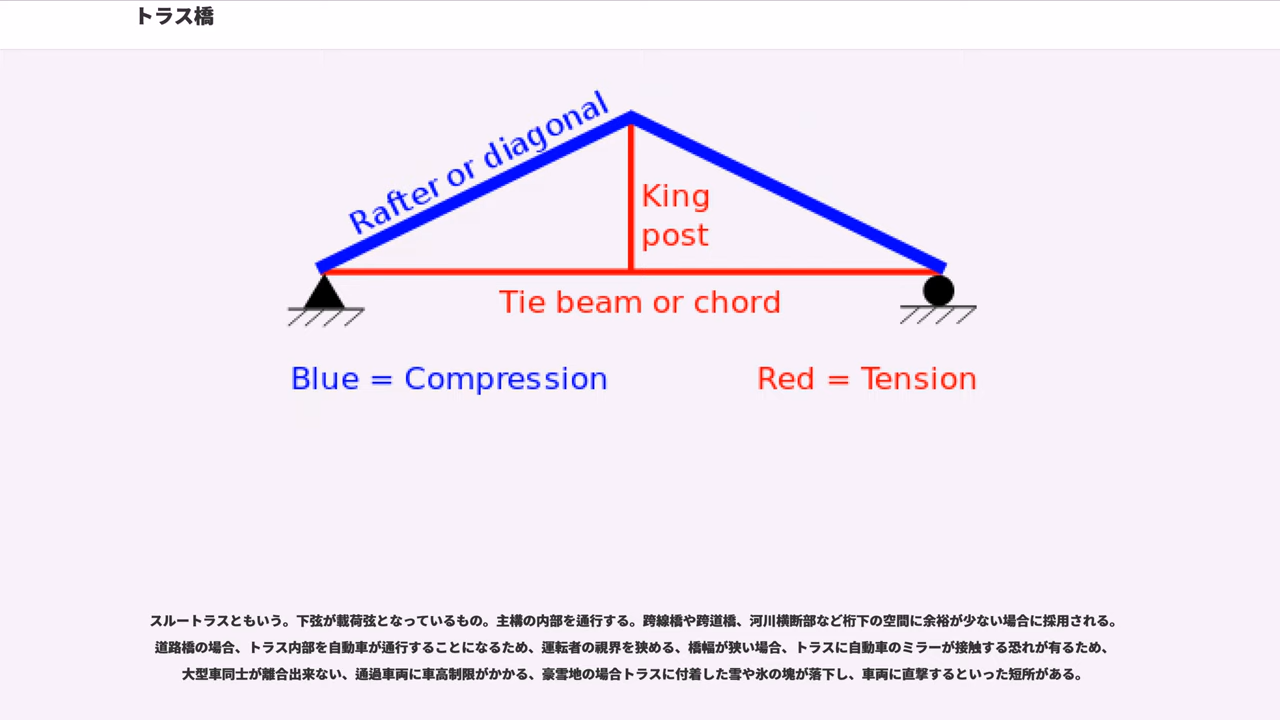 トラス橋
Rafter or diagonal
King
post
Tie beam or chord
Blue = Compression
Red = Tension
スルートラスともいう。下弦が載荷弦となっているもの。主構の内部を通行する。跨線橋や跨道橋、河川横断部など桁下の空間に余裕が少ない場合に採用される。
道路橋の場合、トラス内部を自動車が通行することになるため、運転者の視界を狭める、橋幅が狭い場合、トラスに自動車のミラーが接触する恐れが有るため、
大型車同士が離合出来ない、通過車両に車高制限がかかる、豪雪地の場合トラスに付着した雪や氷の塊が落下し、車両に直撃するといった短所がある。